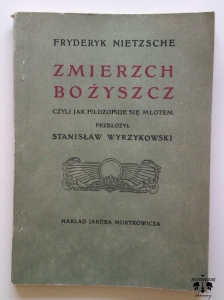 FRYDERYK NIETZSCHE
ZMIERZCH
BOŻYSZCZ
CZYLI JAK FILOZOFUJE SIĘ MŁOTEM
PRZEŁOŻYŁ
STANISŁAW WYRZYKOWSKI
NAKŁAD JAKÓBA MORTKOWICZA